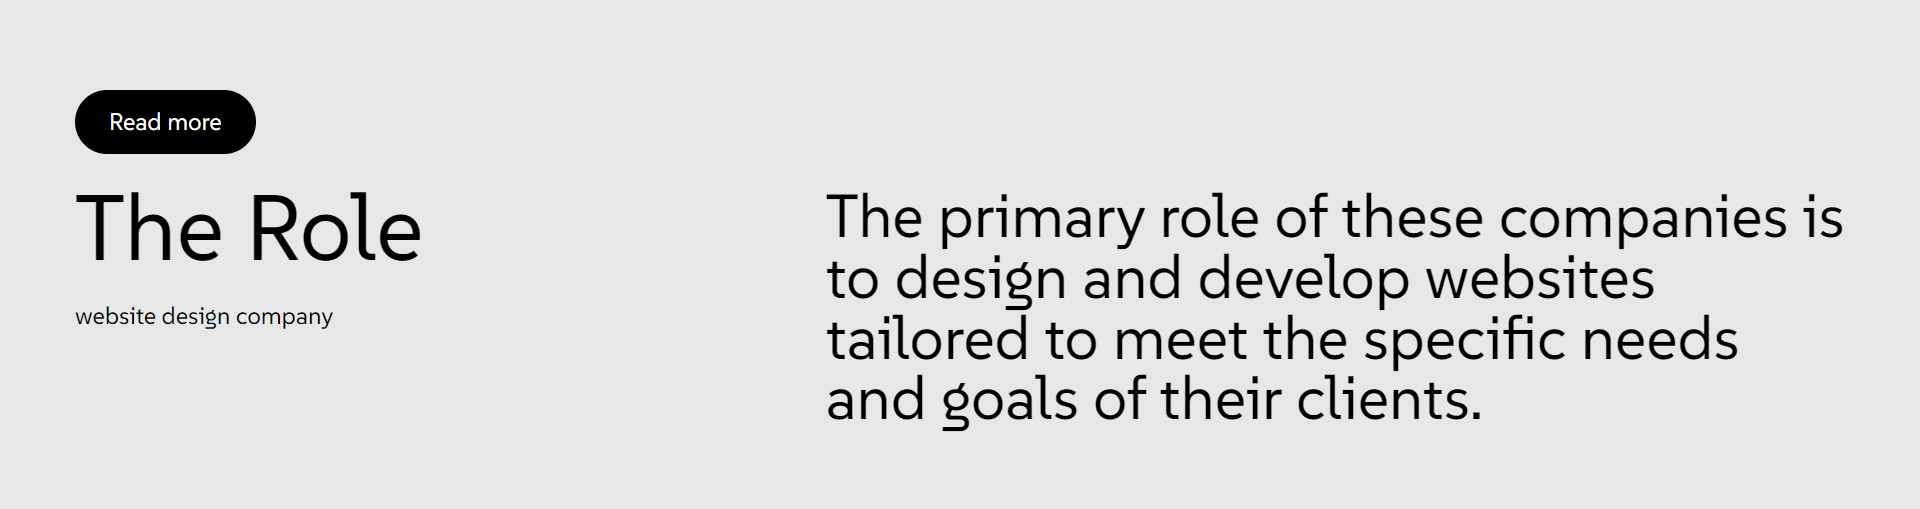 Read more
The Role
website design company
The primary role of these companies is
to design and develop websites
tailored to meet the specific needs
and goals of their clients.